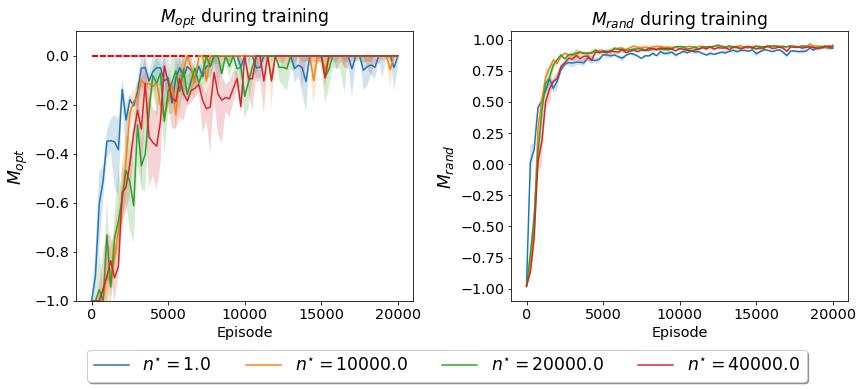 M_opt during training
M_opt
0.0
−0.2
−0.4
−0.6
−0.8
−1.0
0 5000 10000 15000 20000
Episode
M_rand during training
M_rand
1.00
0.75
0.50
0.25
0.00
−0.25
−0.50
−0.75
−1.00
0 5000 10000 15000 20000
Episode
n* = 1.0 n* = 10000.0 n* = 20000.0 n* = 40000.0